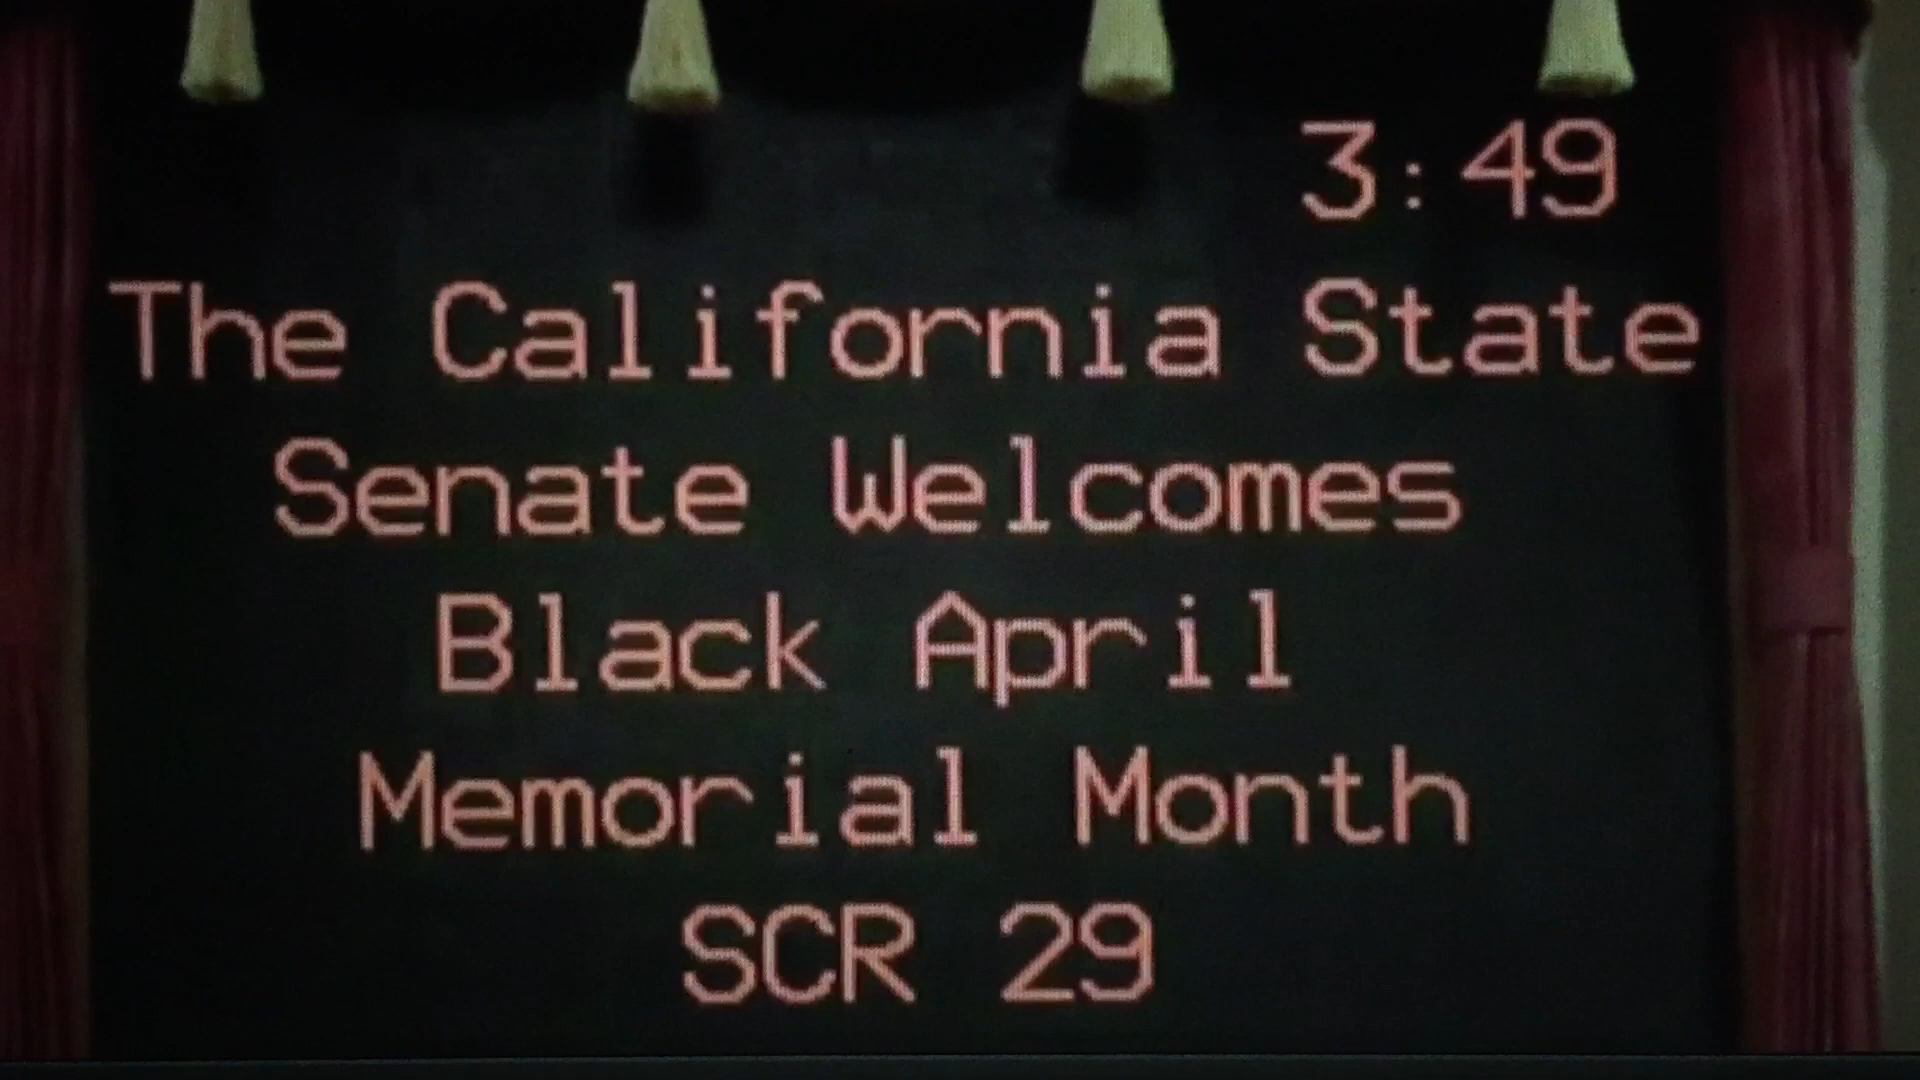 3:49
The California State
Senate Welcomes
Black April
Memorial Month
SCR 29